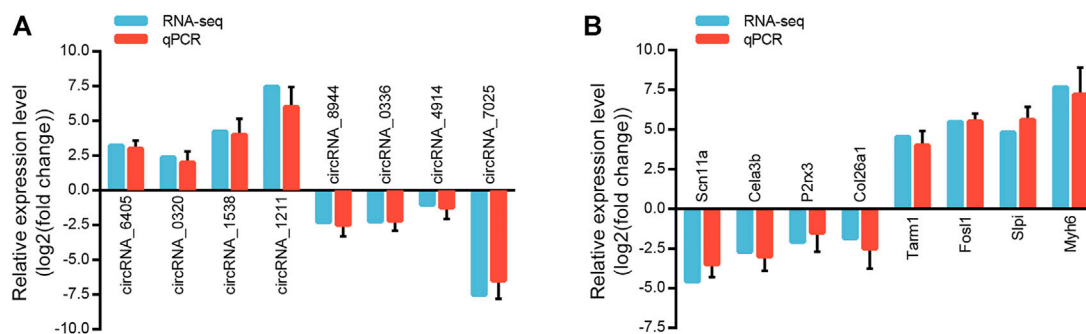 A
RNA-seq
qPCR
Relative expression level
(log2(fold change))
10.0
7.5
5.0
2.5
0.0
-2.5
-5.0
-7.5
-10.0
circRNA_6405
circRNA_0320
circRNA_1538
circRNA_1211
circRNA_8944
circRNA_0336
circRNA_4914
circRNA_7025
B
RNA-seq
qPCR
Relative expression level
(log2(fold change))
10.0
7.5
5.0
2.5
0.0
-2.5
-5.0
-7.5
Scn11a
Cela3b
P2rx3
Col26a1
Tarm1
Fosl1
Slpi
Myh6